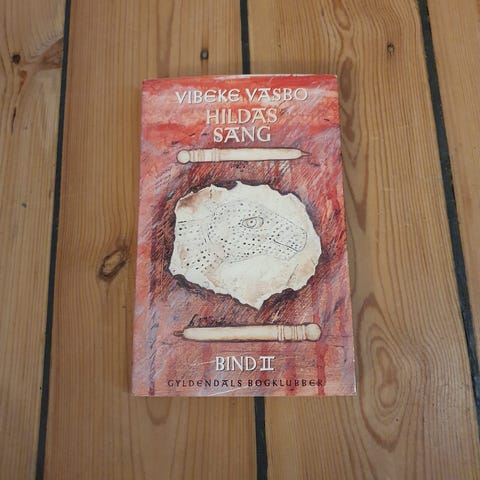 VIBEKE VASBO
HILDAS
SANG
BIND II
GYLDENDALS BOGKLUBBER